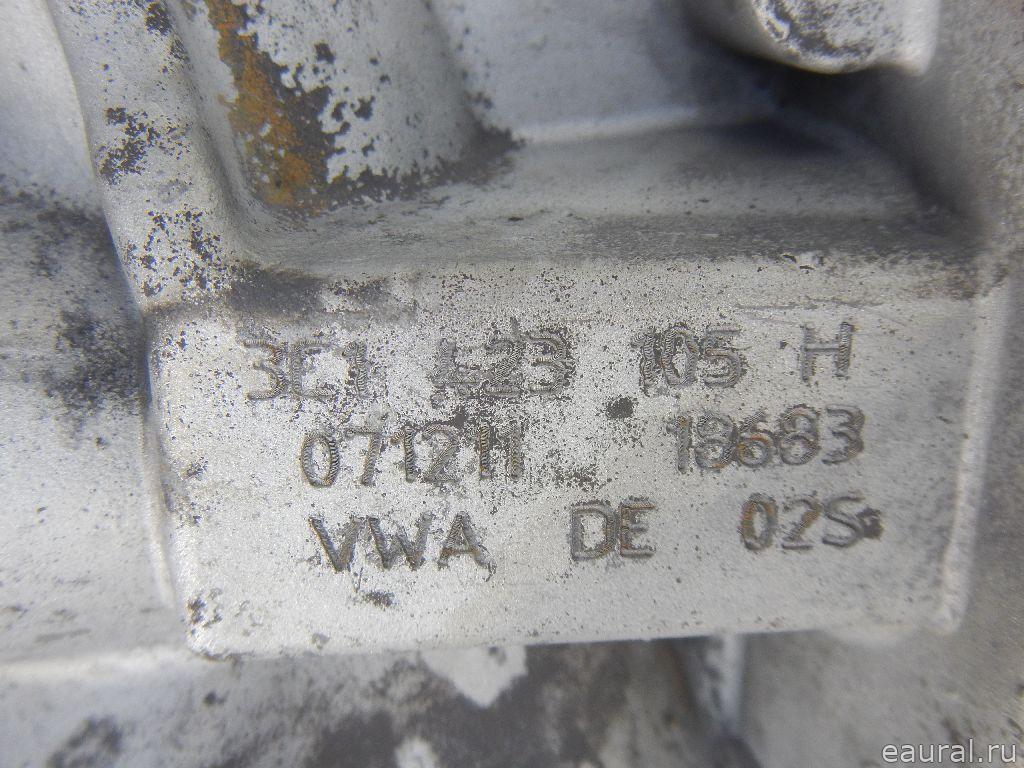 3C1 423 105 H
071211 18683
VWA DE 02S
eaural.ru